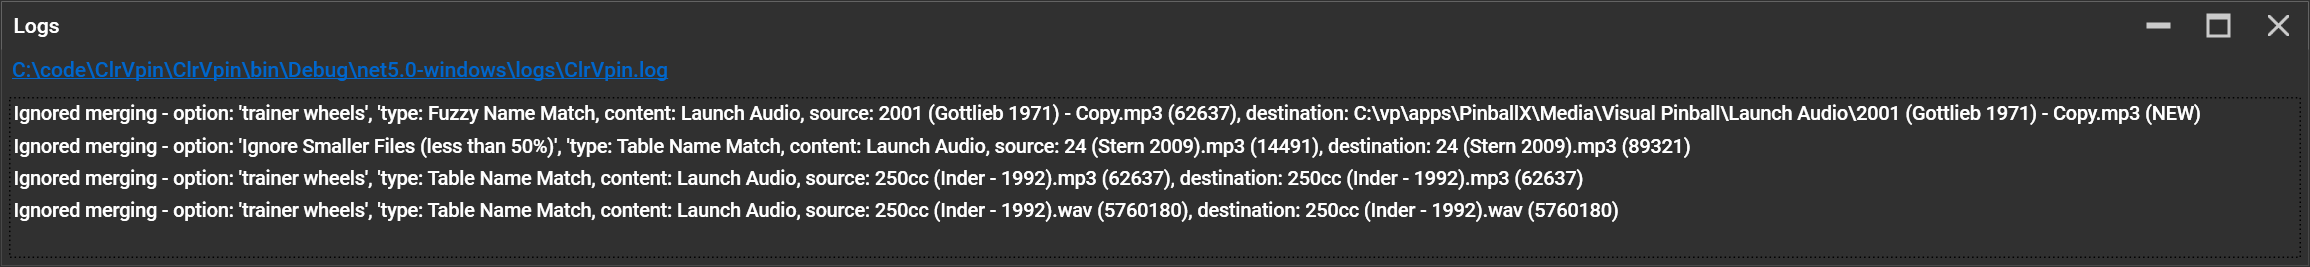 Logs
C:\code\ClrVpin\ClrVpin\bin\Debug\net5.0-windows\logs\ClrVpin.log
Ignored merging - option: 'trainer wheels', 'type: Fuzzy Name Match, content: Launch Audio, source: 2001 (Gottlieb 1971) - Copy.mp3 (62637), destination: C:\vp\apps\PinballX\Media\Visual Pinball\Launch Audio\2001 (Gottlieb 1971) - Copy.mp3 (NEW)
Ignored merging - option: 'Ignore Smaller Files (less than 50%)', 'type: Table Name Match, content: Launch Audio, source: 24 (Stern 2009).mp3 (14491), destination: 24 (Stern 2009).mp3 (89321)
Ignored merging - option: 'trainer wheels', 'type: Table Name Match, content: Launch Audio, source: 250cc (Inder - 1992).mp3 (62637), destination: 250cc (Inder - 1992).mp3 (62637)
Ignored merging - option: 'trainer wheels', 'type: Table Name Match, content: Launch Audio, source: 250cc (Inder - 1992).wav (5760180), destination: 250cc (Inder - 1992).wav (5760180)